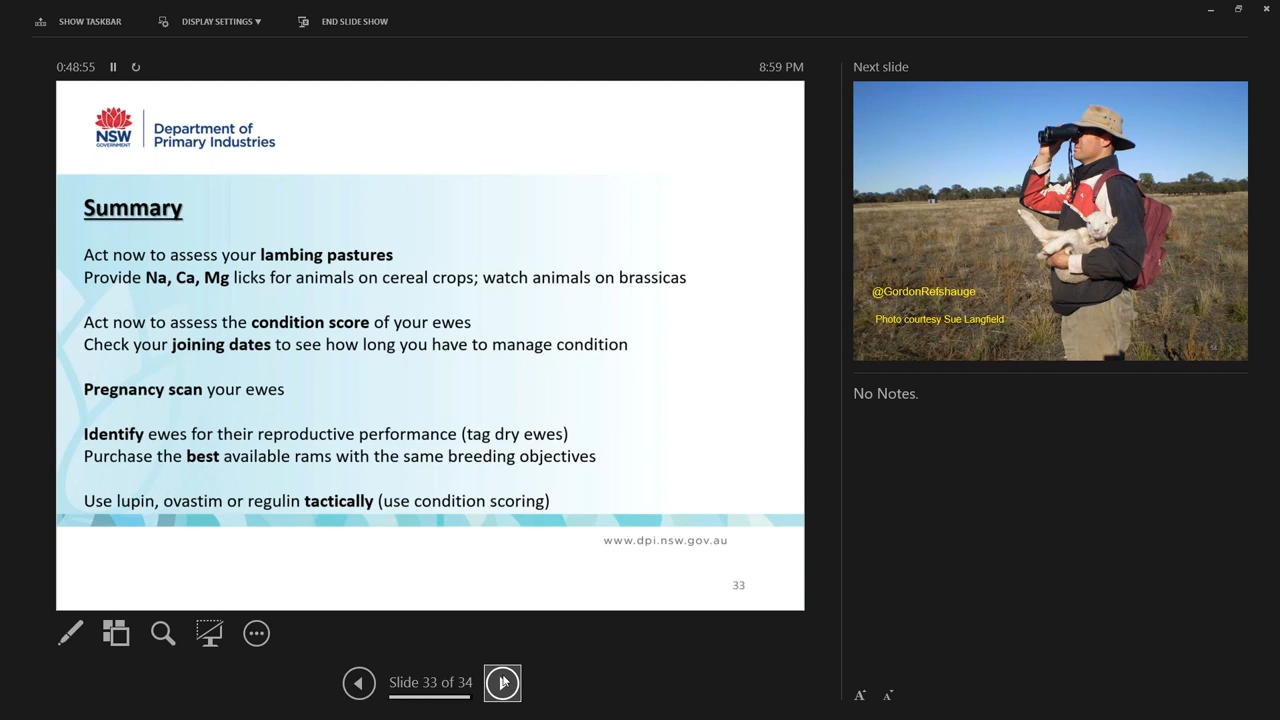 SHOW TASKBAR
DISPLAY SETTINGS
END SLIDE SHOW
0:48:55
8:59 PM
NSW
GOVERNMENT
Department of
Primary Industries
Summary
Act now to assess your lambing pastures
Provide Na, Ca, Mg licks for animals on cereal crops; watch animals on brassicas
Act now to assess the condition score of your ewes
Check your joining dates to see how long you have to manage condition
Pregnancy scan your ewes
Identify ewes for their reproductive performance (tag dry ewes)
Purchase the best available rams with the same breeding objectives
Use lupin, ovastim or regulin tactically (use condition scoring)
www.dpi.nsw.gov.au
33
Slide 33 of 34
Next slide
@GordonRefshauge
Photo courtesy Sue Langfield
No Notes.
A A